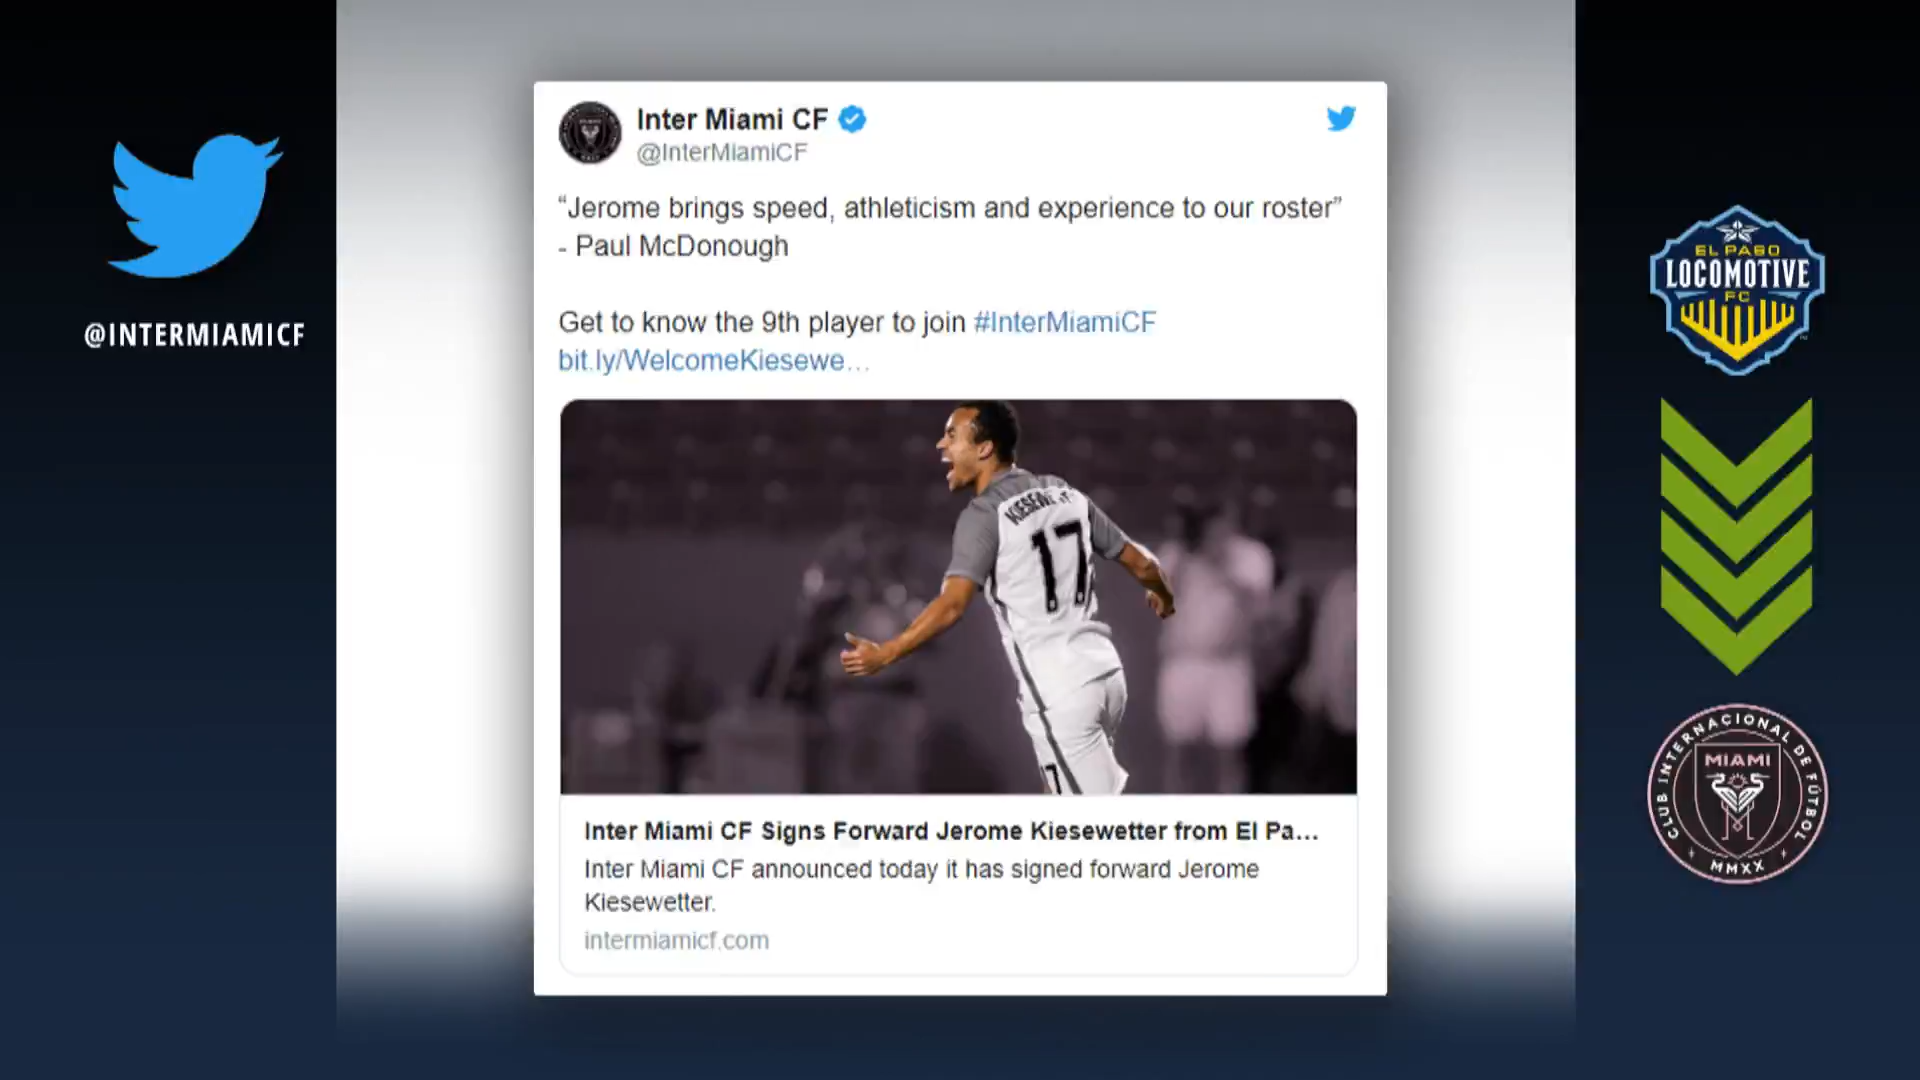 Inter Miami CF
@InterMiamiCF
“Jerome brings speed, athleticism and experience to our roster”
- Paul McDonough
Get to know the 9th player to join #InterMiamiCF
bit.ly/WelcomeKiesewe…
17
17
Inter Miami CF Signs Forward Jerome Kiesewetter from El Pa...
Inter Miami CF announced today it has signed forward Jerome
Kiesewetter.
intermiamicf.com
@INTERMIAMICF
EL PASO
LOCOMOTIVE
FC
CLUB INTERNACIONAL DE FÚTBOL
MIAMI
MMXX